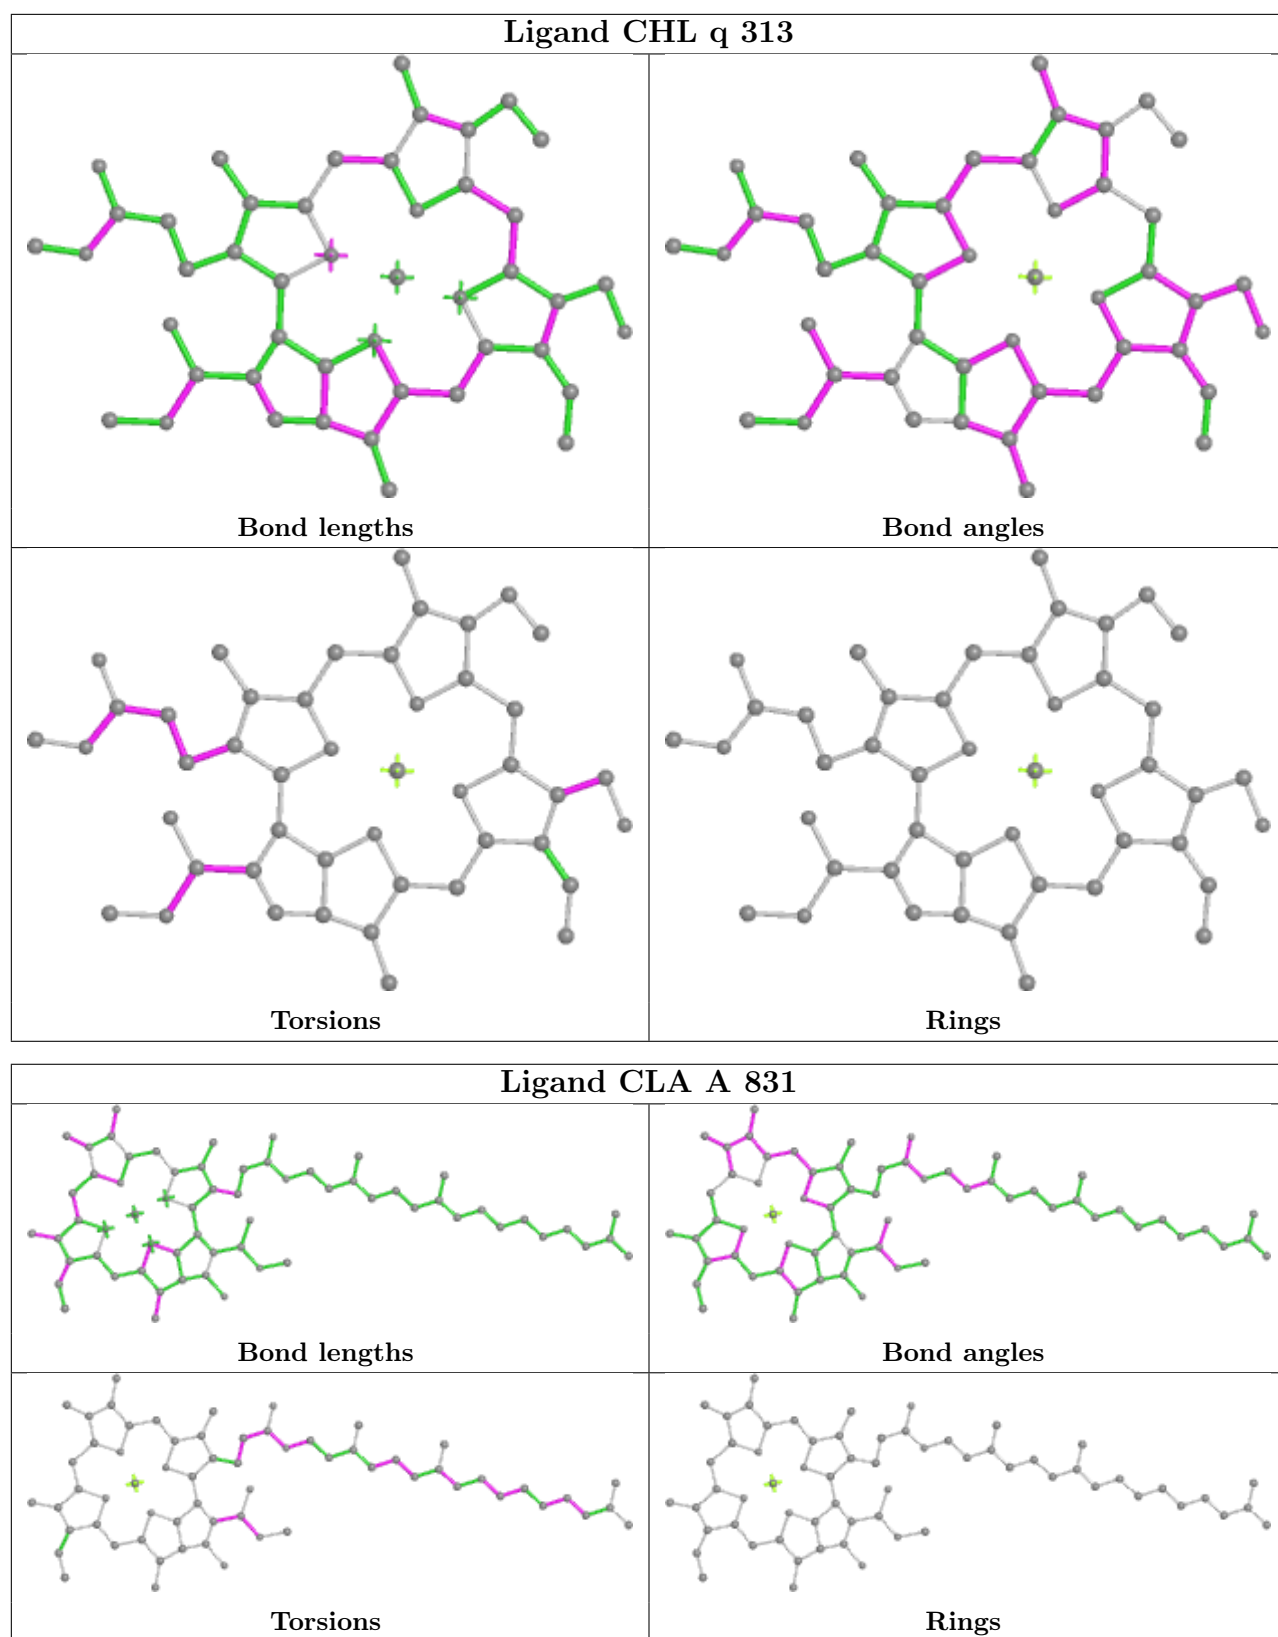 Ligand CHL q 313
Bond lengths
Bond angles
Torsions
Rings
Ligand CLA A 831
Bond lengths
Bond angles
Torsions
Rings